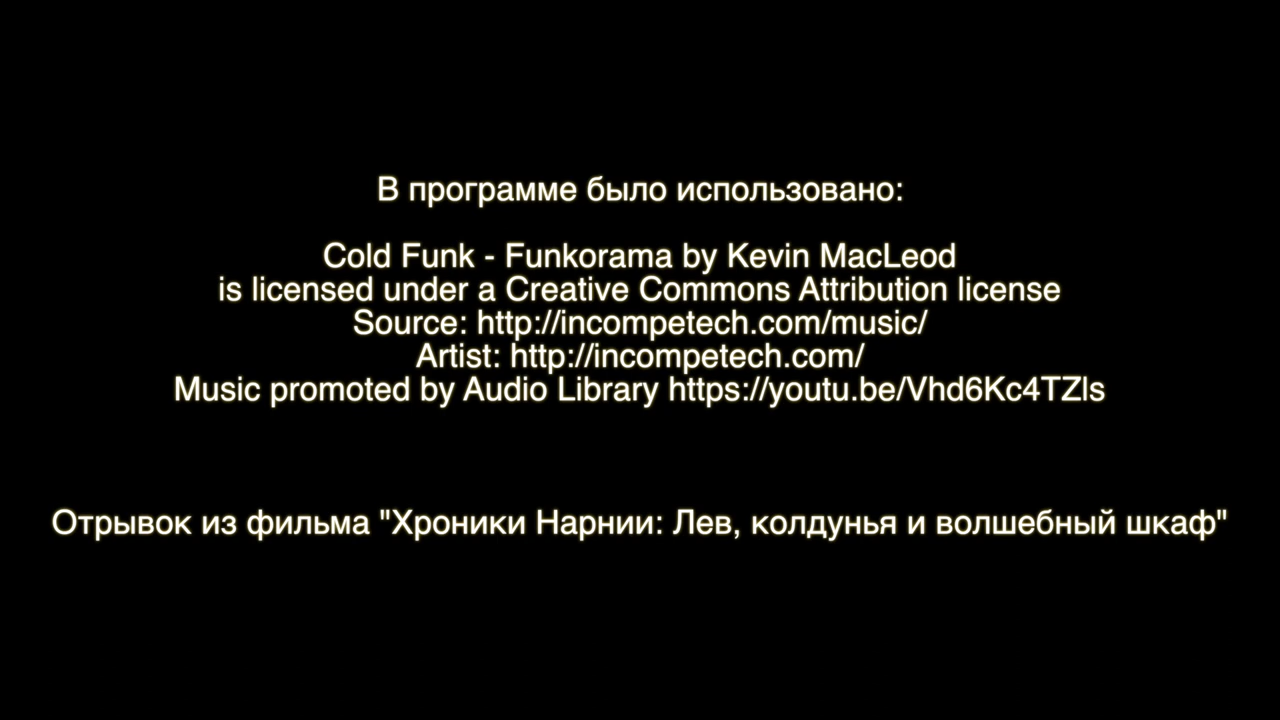 В программе было использовано:
Cold Funk - Funkorama by Kevin MacLeod
is licensed under a Creative Commons Attribution license
Source: http://incompetech.com/music/
Artist: http://incompetech.com/
Music promoted by Audio Library https://youtu.be/Vhd6Kc4TZls
Отрывок из фильма "Хроники Нарнии: Лев, колдунья и волшебный шкаф"